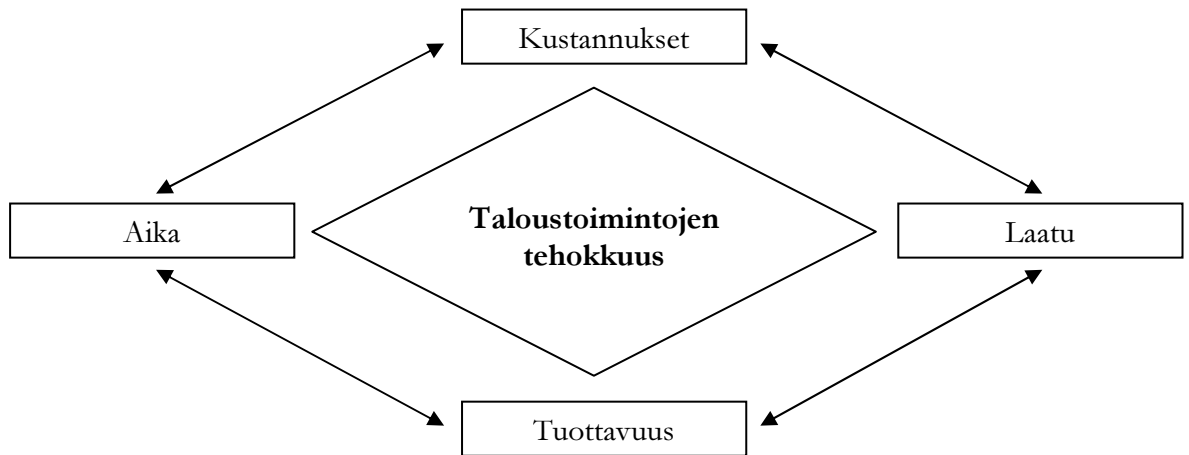 Kustannukset
Aika
Taloustoimintojen
tehokkuus
Laatu
Tuottavuus